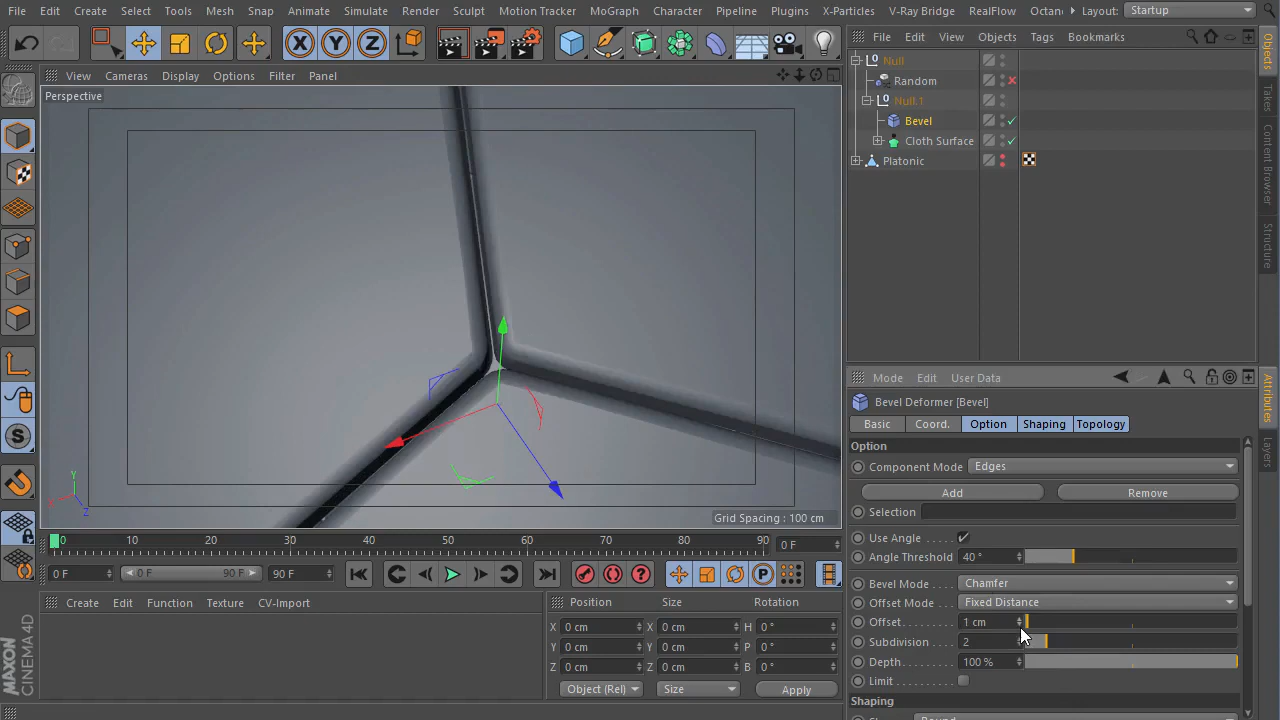 File Edit Create Select Tools Mesh Snap Animate Simulate Render Sculpt Motion Tracker MoGraph Character Pipeline Plugins X-Particles V-Ray Bridge RealFlow Octan Layout: Startup
File Edit View Objects Tags Bookmarks
View Cameras Display Options Filter Panel
Perspective
Null
Random
Null.1
Bevel
Cloth Surface
Platonic
Objects
Takes
Content Browser
Structure
Mode Edit User Data
Bevel Deformer [Bevel]
Basic Coord. Option Shaping Topology
Option
Component Mode Edges
Add Remove
Selection
Use Angle
Angle Threshold 40 °
Bevel Mode Chamfer
Offset Mode Fixed Distance
Offset 1 cm
Subdivision 2
Depth 100 %
Limit
Shaping
Attributes
Layers
X Y Z
P
S
Y
X
Z
Grid Spacing : 100 cm
0 10 20 30 40 50 60 70 80 90 0 F
0 F 0 F 90 F 90 F
Create Edit Function Texture CV-Import
Position Size Rotation
X 0 cm X 0 cm H 0 °
Y 0 cm Y 0 cm P 0 °
Z 0 cm Z 0 cm B 0 °
Object (Rel) Size Apply
MAXON
CINEMA 4D